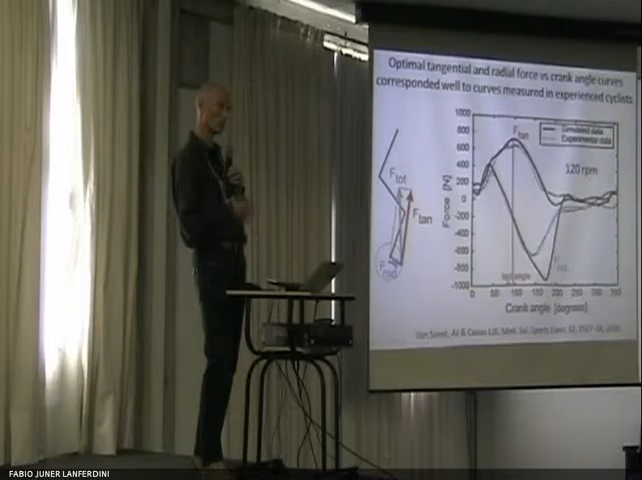 Optimal tangential and radial force vs crank angle curves
corresponded well to curves measured in experienced cyclists
1000
800
600
400
200
0
-200
-400
-600
-800
-1000
Force [N]
F tan
Simulated data
Experimental data
120 rpm
F rad
0 50 100 150 200 250 300
Crank angle [degrees]
F tot
F tan
F rad
FABIO JUNER LANFERDINI